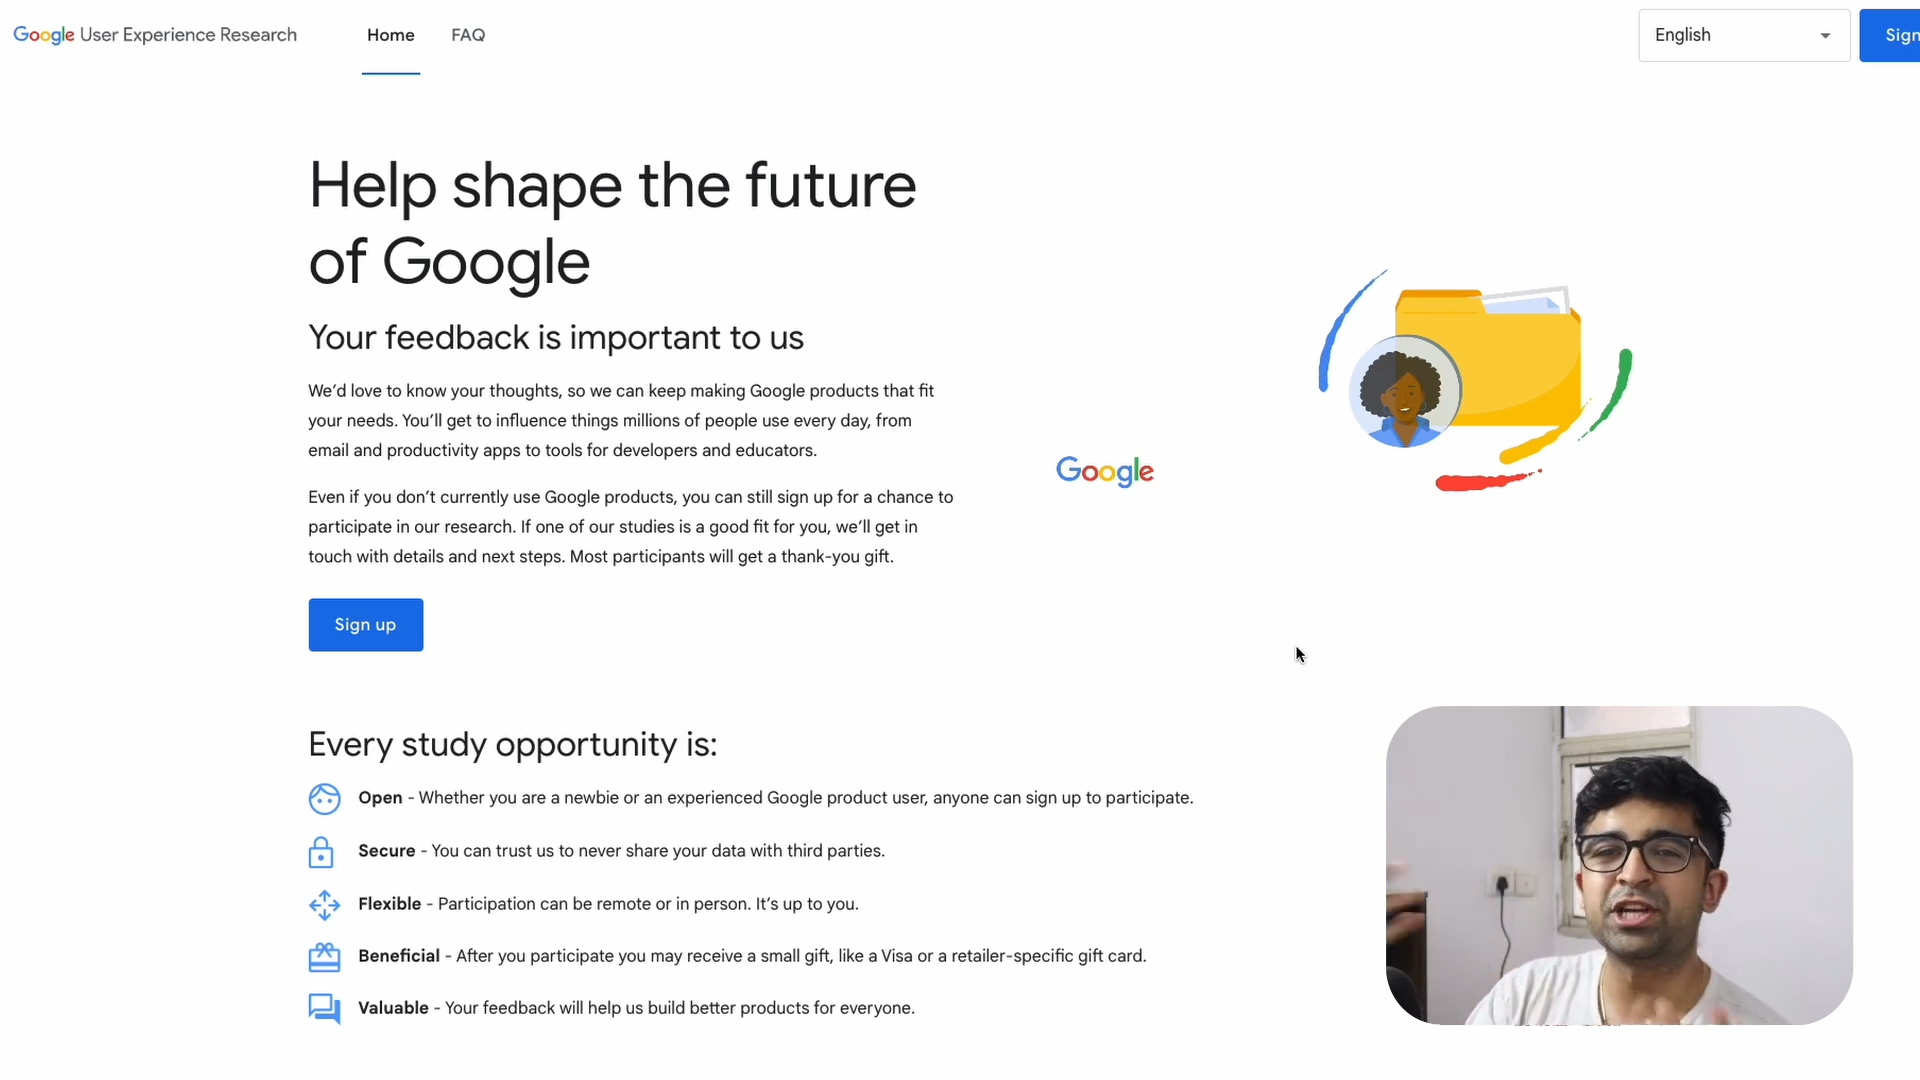 Google User Experience Research
Home
FAQ
English
Sign
Help shape the future
of Google
Your feedback is important to us
We’d love to know your thoughts, so we can keep making Google products that fit
your needs. You’ll get to influence things millions of people use every day, from
email and productivity apps to tools for developers and educators.
Even if you don’t currently use Google products, you can still sign up for a chance to
participate in our research. If one of our studies is a good fit for you, we’ll get in
touch with details and next steps. Most participants will get a thank-you gift.
Sign up
Google
Every study opportunity is:
Open - Whether you are a newbie or an experienced Google product user, anyone can sign up to participate.
Secure - You can trust us to never share your data with third parties.
Flexible - Participation can be remote or in person. It’s up to you.
Beneficial - After you participate you may receive a small gift, like a Visa or a retailer-specific gift card.
Valuable - Your feedback will help us build better products for everyone.